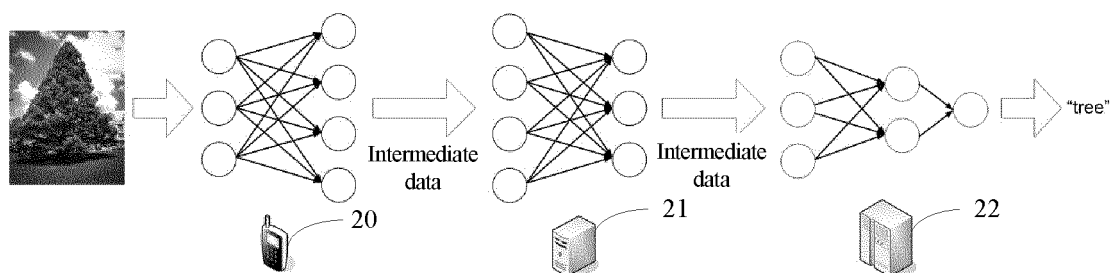 "tree"
Intermediate
data
Intermediate
data
20
21
22